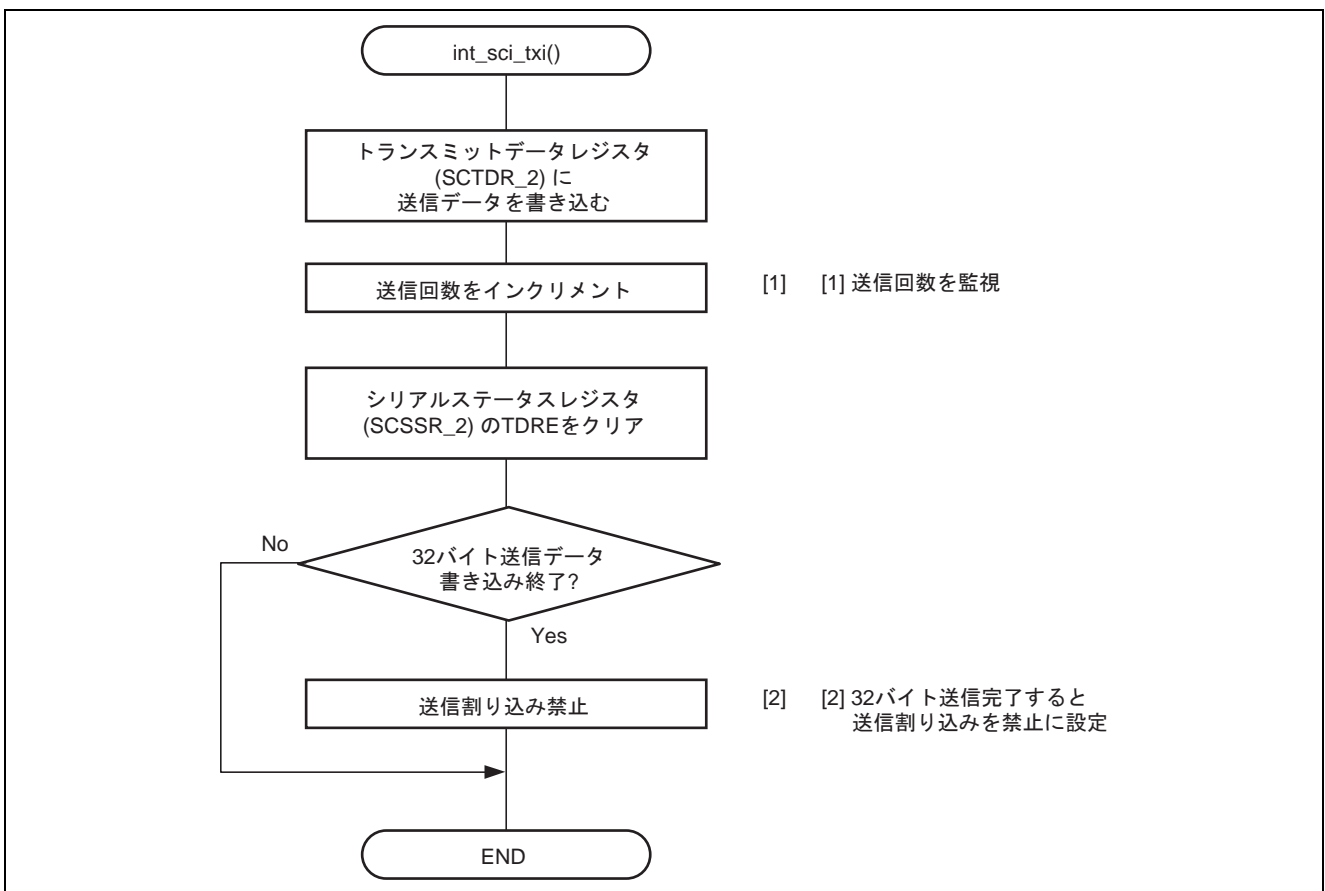 int_sci_txi()
トランスミットデータレジスタ
(SCTDR_2) に
送信データを書き込む
送信回数をインクリメント
[1] [1] 送信回数を監視
シリアルステータスレジスタ
(SCSSR_2) のTDREをクリア
No
32バイト送信データ
書き込み終了?
Yes
送信割り込み禁止
[2] [2] 32バイト送信完了すると
送信割り込みを禁止に設定
END